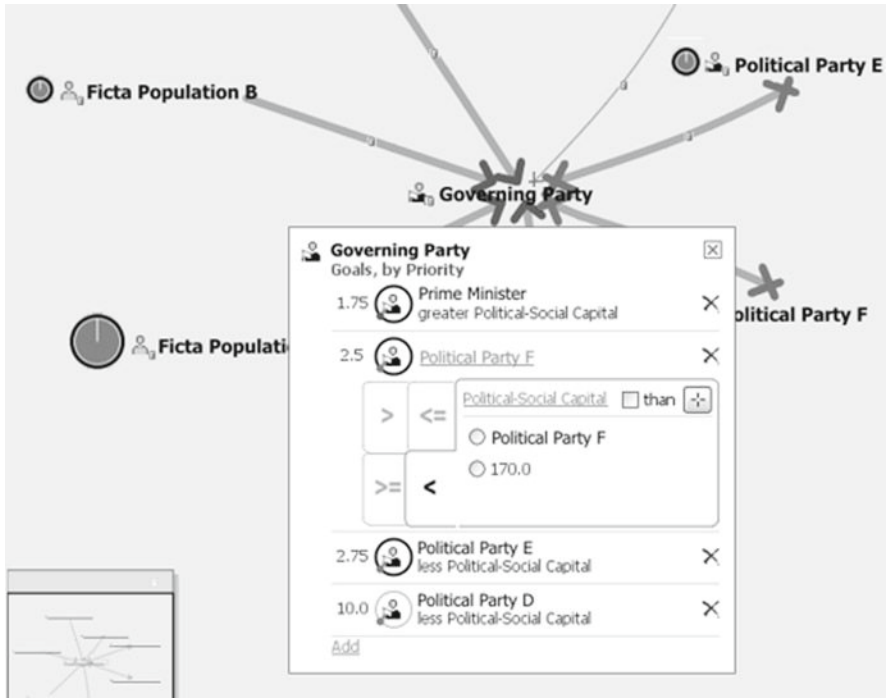 Political Party E
Ficta Population B
Governing Party
Governing Party
Goals, by Priority
1.75 Prime Minister
greater Political-Social Capital
olitical Party F
2.5 Political Party F
Ficta Populati
> <= Political-Social Capital than
Political Party F
170.0
>= <
2.75 Political Party E
less Political-Social Capital
10.0 Political Party D
less Political-Social Capital
Add